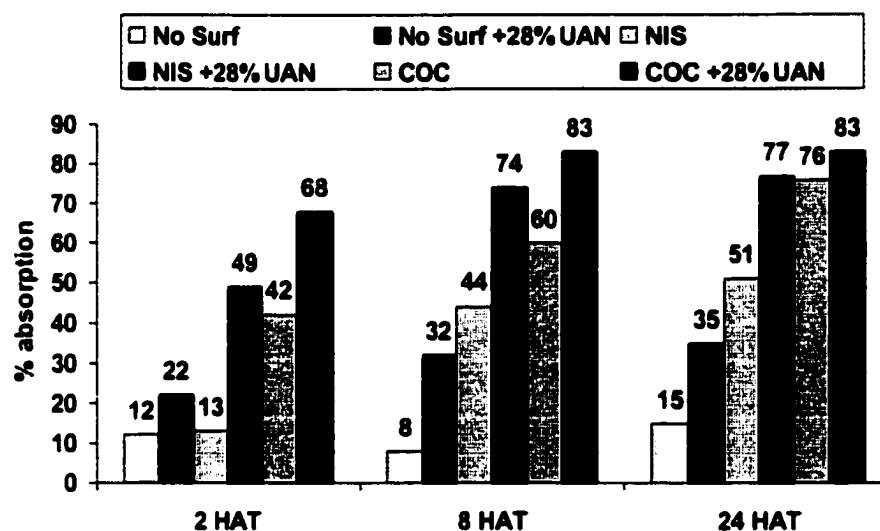 No Surf No Surf +28% UAN NIS
NIS +28% UAN COC COC +28% UAN
% absorption
90
80
70
60
50
40
30
20
10
0
12 22 13 49 42 68
8 32 44 74 60 83
15 35 51 77 76 83
2 HAT 8 HAT 24 HAT